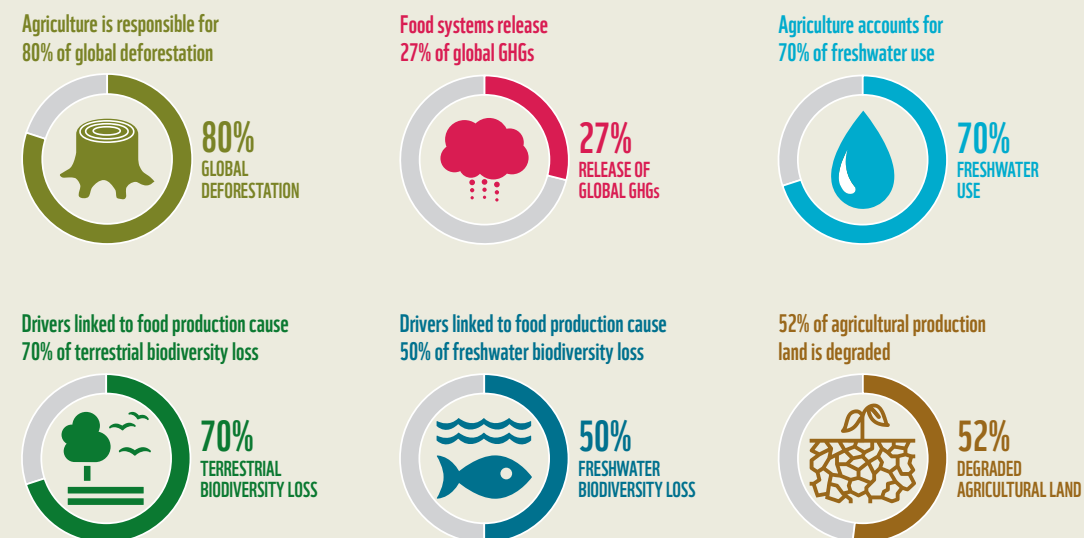 Agriculture is responsible for
80% of global deforestation
80%
GLOBAL
DEFORESTATION
Food systems release
27% of global GHGs
27%
RELEASE OF
GLOBAL GHGs
Agriculture accounts for
70% of freshwater use
70%
FRESHWATER
USE
Drivers linked to food production cause
70% of terrestrial biodiversity loss
70%
TERRESTRIAL
BIODIVERSITY LOSS
Drivers linked to food production cause
50% of freshwater biodiversity loss
50%
FRESHWATER
BIODIVERSITY LOSS
52% of agricultural production
land is degraded
52%
DEGRADED
AGRICULTURAL LAND